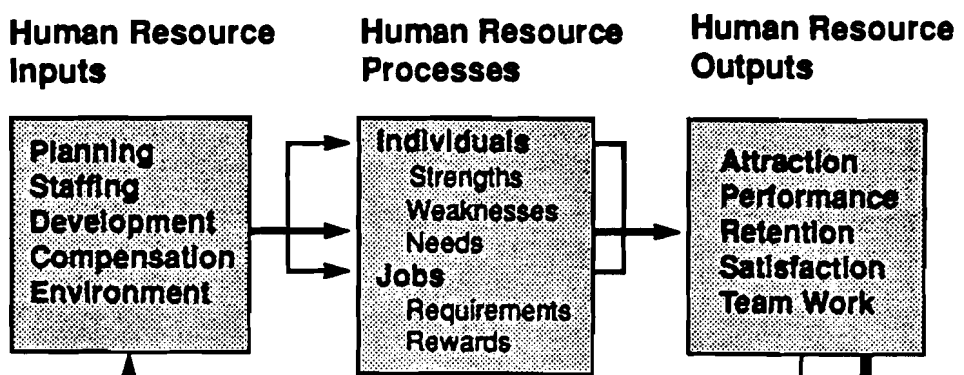 Human Resource
Inputs
Human Resource
Processes
Human Resource
Outputs
Planning
Staffing
Development
Compensation
Environment
Individuals
Strengths
Weaknesses
Needs
Jobs
Requirements
Rewards
Attraction
Performance
Retention
Satisfaction
Team Work